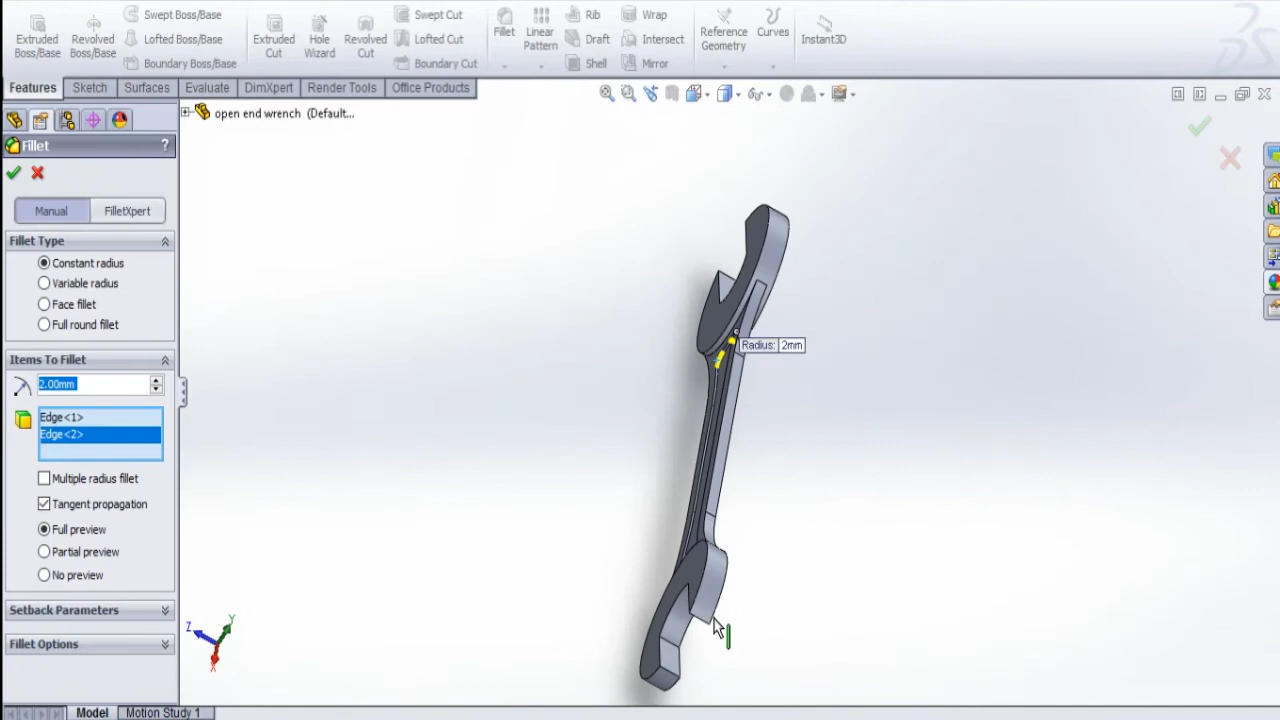 Extruded Boss/Base
Revolved Boss/Base
Swept Boss/Base
Lofted Boss/Base
Boundary Boss/Base
Extruded Cut
Hole Wizard
Revolved Cut
Swept Cut
Lofted Cut
Boundary Cut
Fillet
Linear Pattern
Rib
Draft
Shell
Wrap
Intersect
Mirror
Reference Geometry
Curves
Instant3D
Features
Sketch
Surfaces
Evaluate
DimXpert
Render Tools
Office Products
open end wrench (Default...
Fillet
?
Manual
FilletXpert
Fillet Type
Constant radius
Variable radius
Face fillet
Full round fillet
Items To Fillet
2.00mm
Edge<1>
Edge<2>
Multiple radius fillet
Tangent propagation
Full preview
Partial preview
No preview
Setback Parameters
Fillet Options
Radius: 2mm
Z
Y
X
Model
Motion Study 1